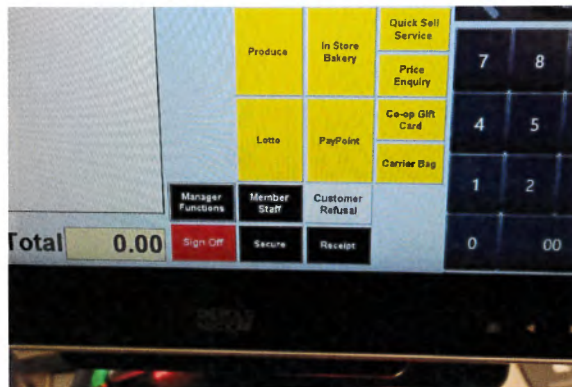 Quick Sell
Service
Produce
In Store
Bakery
Price
Enquiry
7 8
Co-op Gift
Card
Lotto
PayPoint
4 5
Carrier Bag
Manager
Functions
Member
Staff
Customer
Refusal
1 2
Total 0.00
Sign Off
Secure
Receipt
0 00